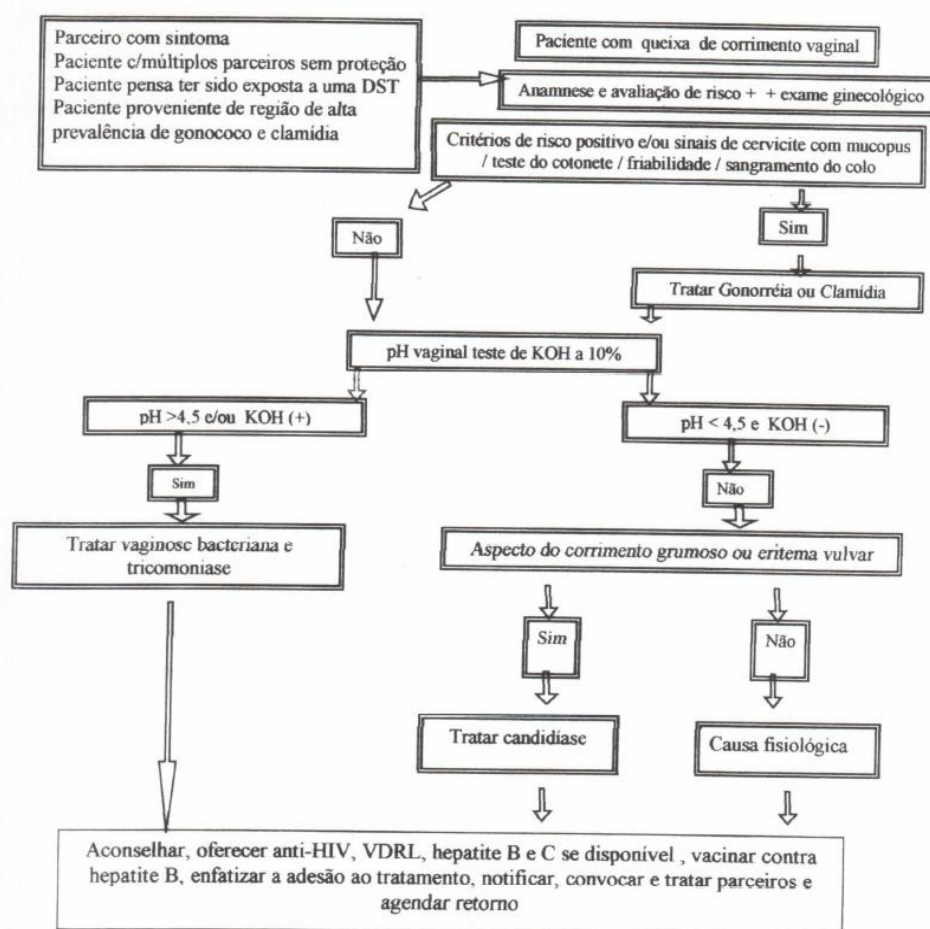 Parceiro com sintoma
Paciente c/múltiplos parceiros sem proteção
Paciente pensa ter sido exposta a uma DST
Paciente proveniente de região de alta
prevalência de gonococo e clamídia
Paciente com queixa de corrimento vaginal
Anamnese e avaliação de risco + + exame ginecológico
Critérios de risco positivo e/ou sinais de cervicite com mucopus
/ teste do cotonete / friabilidade / sangramento do colo
Não
Sim
Tratar Gonorréia ou Clamídia
pH vaginal teste de KOH a 10%
pH >4,5 e/ou KOH (+)
pH < 4,5 e KOH (-)
Sim
Não
Tratar vaginose bacteriana e
tricomoniase
Aspecto do corrimento grumoso ou eritema vulvar
Sim
Não
Tratar candidíase
Causa fisiológica
Aconselhar, oferecer anti-HIV, VDRL, hepatite B e C se disponível , vacinar contra
hepatite B, enfatizar a adesão ao tratamento, notificar, convocar e tratar parceiros e
agendar retorno